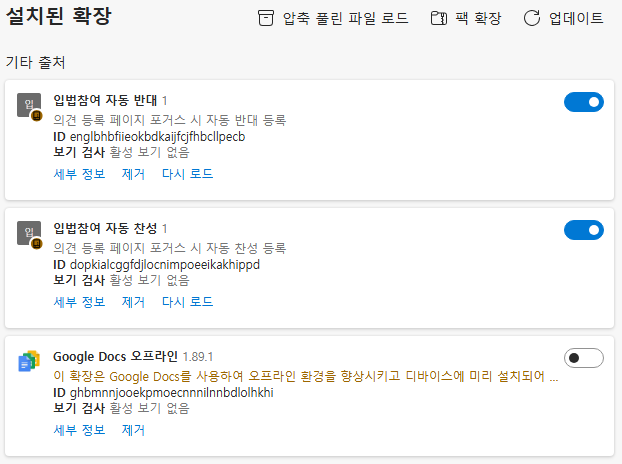 설치된 확장
압축 풀린 파일 로드
팩 확장
업데이트
기타 출처
입
입법참여 자동 반대 1
의견 등록 페이지 포거스 시 자동 반대 등록
ID englbhbfiieokbdkaijfcjfhbcllpecb
보기 검사 활성 보기 없음
세부 정보 제거 다시 로드
입
입법참여 자동 찬성 1
의견 등록 페이지 포거스 시 자동 찬성 등록
ID dopkialcggfdjlocnimpoeeikakhippd
보기 검사 활성 보기 없음
세부 정보 제거 다시 로드
Google Docs 오프라인 1.89.1
이 확장은 Google Docs를 사용하여 오프라인 환경을 향상시키고 디바이스에 미리 설치되어 ...
ID ghbmnnjooekpmoecnnnilnnbdlolhkhi
보기 검사 활성 보기 없음
세부 정보 제거